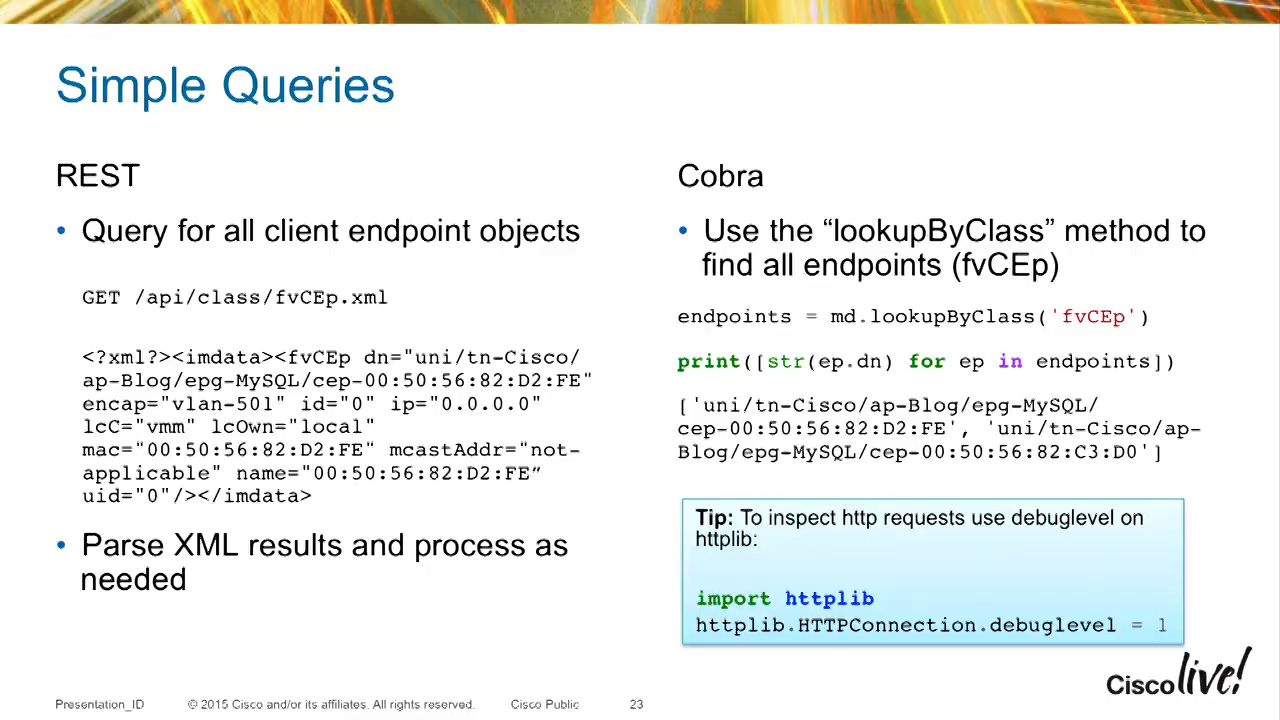 Simple Queries
REST
• Query for all client endpoint objects
GET /api/class/fvCEp.xml
<?xml?><imdata><fvCEp dn="uni/tn-Cisco/
ap-Blog/epg-MySQL/cep-00:50:56:82:D2:FE"
encap="vlan-501" id="0" ip="0.0.0.0"
lcC="vmm" lcOwn="local"
mac="00:50:56:82:D2:FE" mcastAddr="not-
applicable" name="00:50:56:82:D2:FE”
uid="0"/></imdata>
• Parse XML results and process as
needed
Cobra
• Use the “lookupByClass” method to
find all endpoints (fvCEp)
endpoints = md.lookupByClass('fvCEp')
print([str(ep.dn) for ep in endpoints])
['uni/tn-Cisco/ap-Blog/epg-MySQL/
cep-00:50:56:82:D2:FE', 'uni/tn-Cisco/ap-
Blog/epg-MySQL/cep-00:50:56:82:C3:D0']
Tip: To inspect http requests use debuglevel on
httplib:
import httplib
httplib.HTTPConnection.debuglevel = 1
Presentation_ID © 2015 Cisco and/or its affiliates. All rights reserved. Cisco Public 23
Cisco live!